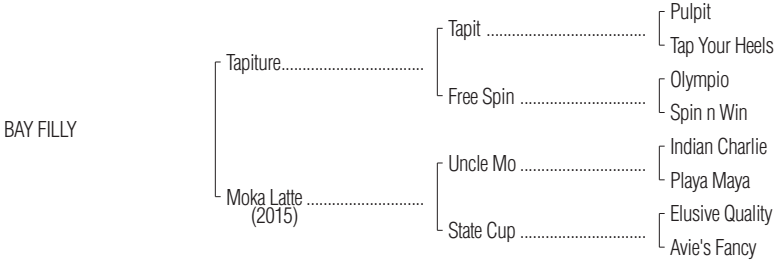 Pulpit
Tapit ..................................
Tap Your Heels
Tapiture..............................
Olympio
Free Spin ...........................
Spin n Win
BAY FILLY
Indian Charlie
Uncle Mo ...........................
Playa Maya
Moka Latte ........................
(2015)
Elusive Quality
State Cup ...........................
Avie's Fancy